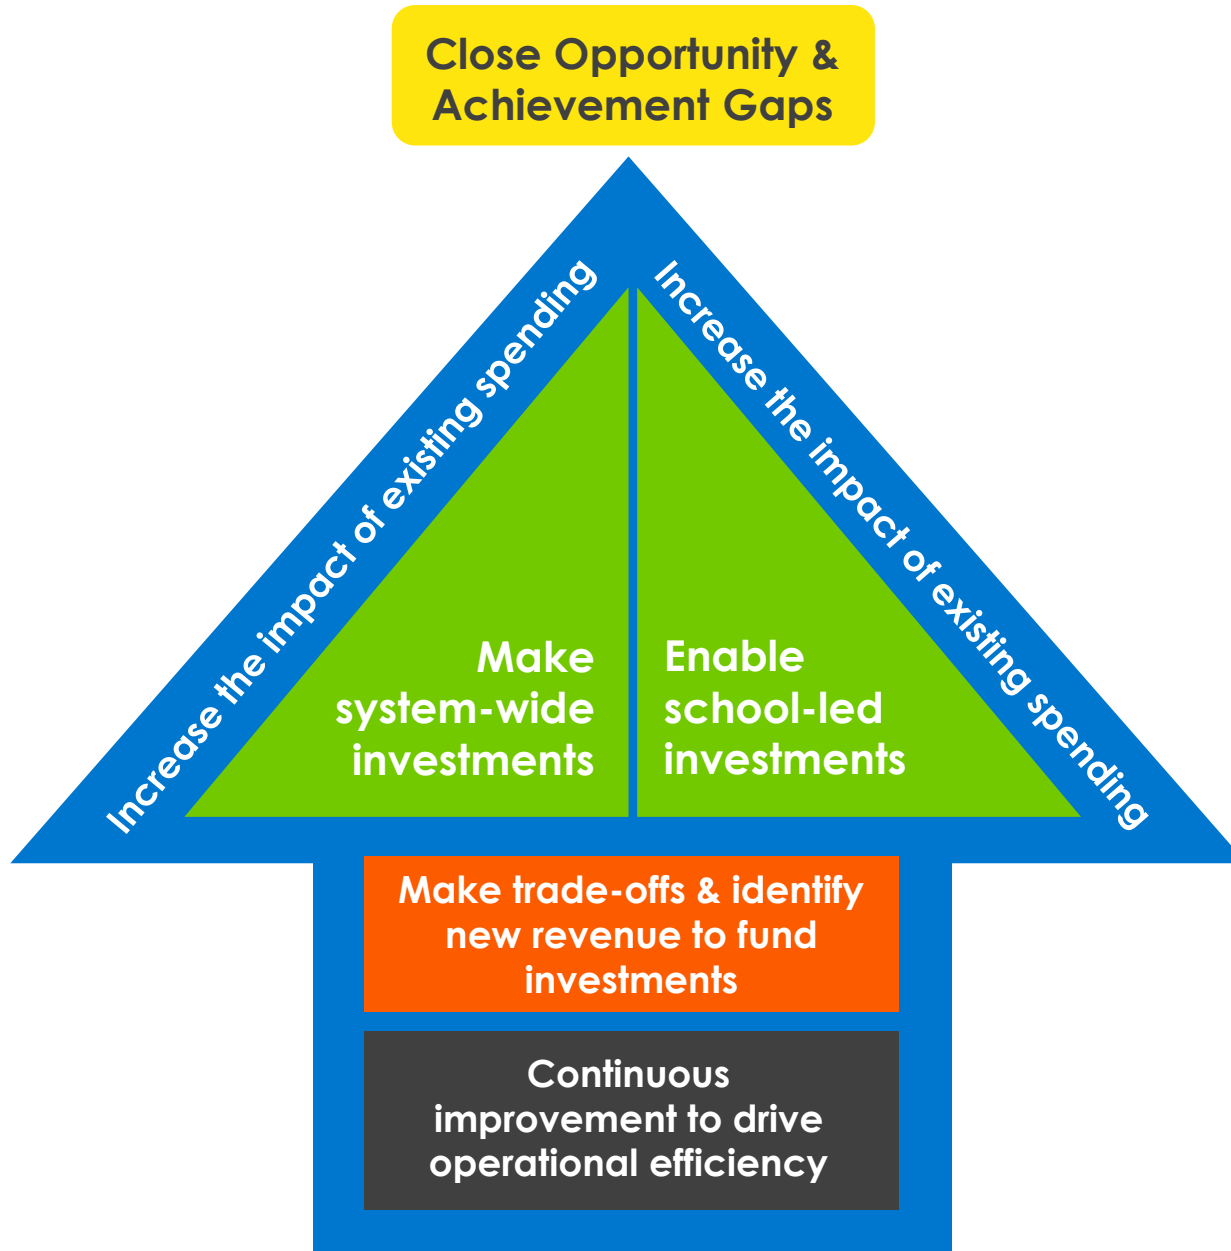 Close Opportunity &
Achievement Gaps
Increase the impact of existing spending
Increase the impact of existing spending
Make
system-wide
investments
Enable
school-led
investments
Make trade-offs & identify
new revenue to fund
investments
Continuous
improvement to drive
operational efficiency